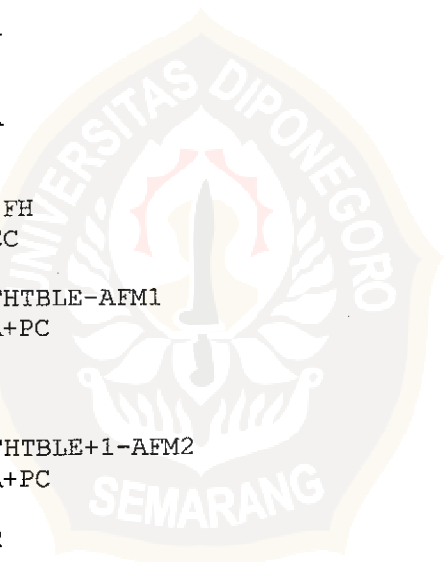 UNIVERSITAS DIPONEGORO
FH
C
HTBLE-AFM1
+PC
HTBLE+1-AFM2
+PC
SEMARANG